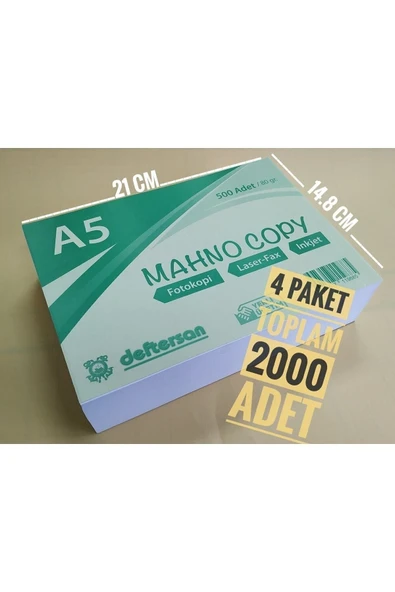 21 CM
14.8 CM
A5
500 Adet / 80 gr
MAHNO COPY
Fotokopi
Laser-Fax
Inkjet
deftersan
4 PAKET
TOPLAM
2000
ADET